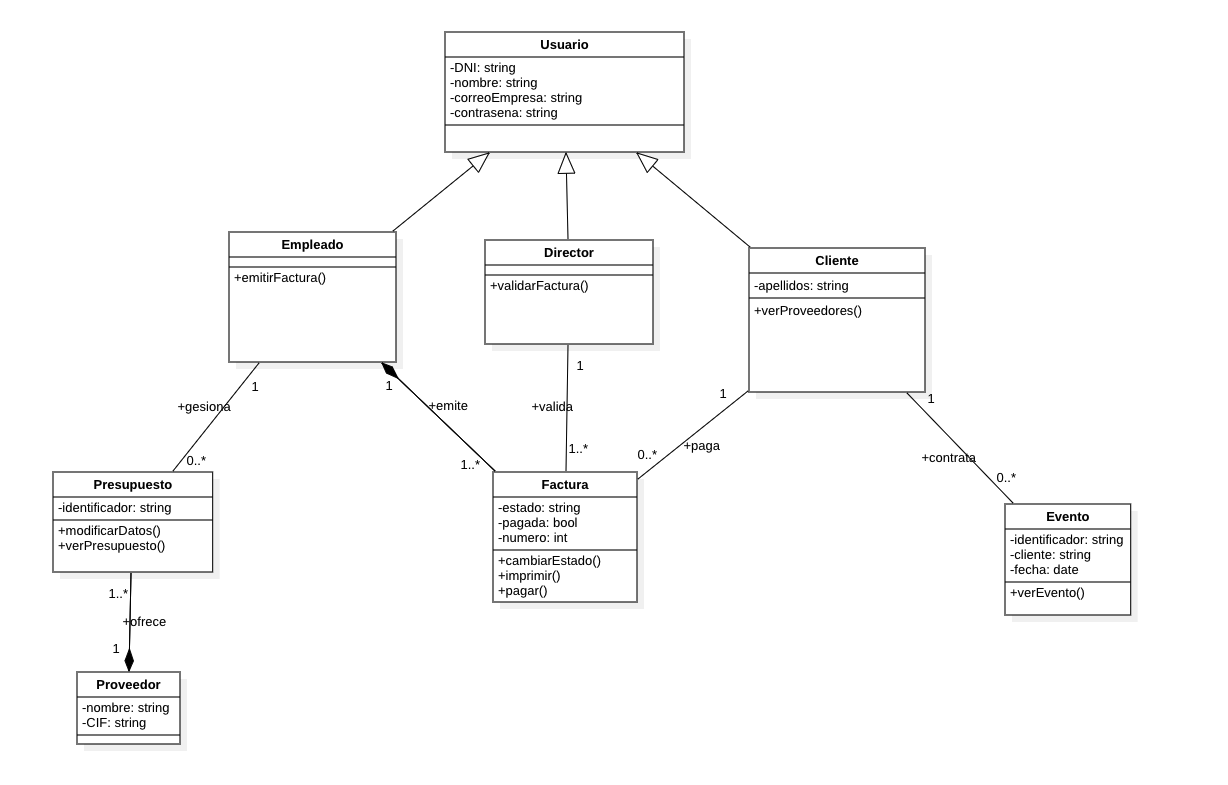 Usuario
-DNI: string
-nombre: string
-correoEmpresa: string
-contrasena: string
Empleado
+emitirFactura()
Director
+validarFactura()
Cliente
-apellidos: string
+verProveedores()
1
+gesiona
0..*
1
+emite
1..*
1
+valida
1..*
1
+paga
0..*
1
+contrata
0..*
Presupuesto
-identificador: string
+modificarDatos()
+verPresupuesto()
Factura
-estado: string
-pagada: bool
-numero: int
+cambiarEstado()
+imprimir()
+pagar()
Evento
-identificador: string
-cliente: string
-fecha: date
+verEvento()
1..*
+ofrece
1
Proveedor
-nombre: string
-CIF: string